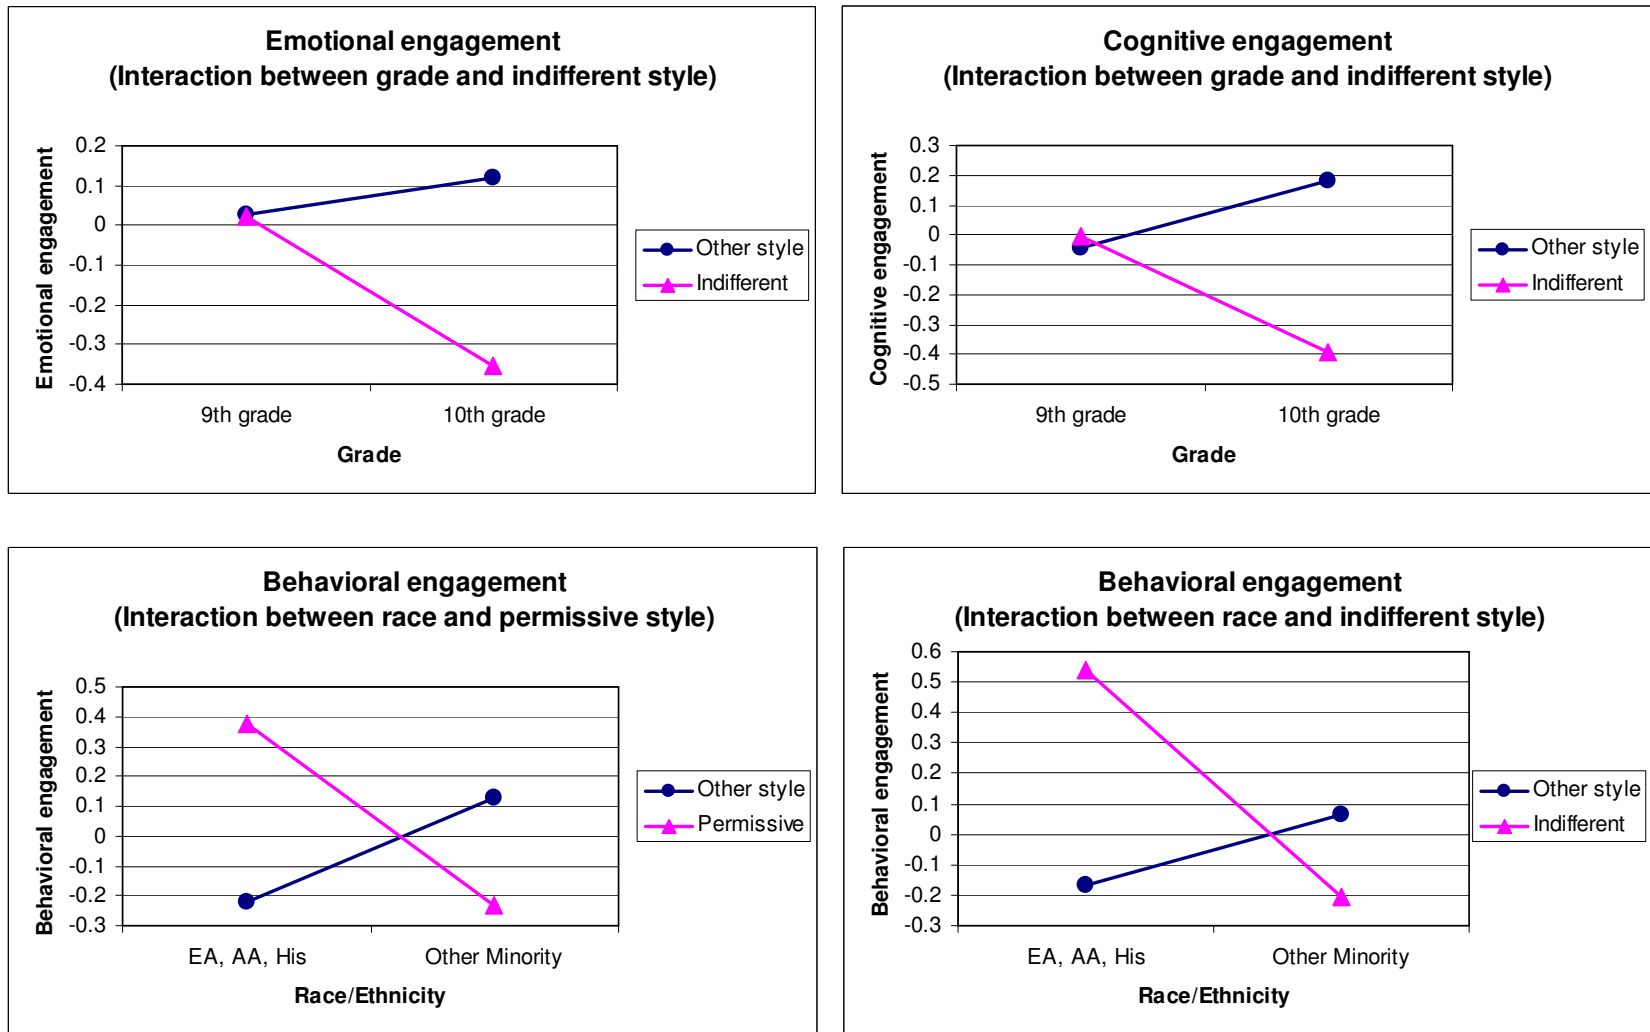 Emotional engagement
(Interaction between grade and indifferent style)
Emotional engagement
0.2
0.1
0
-0.1
-0.2
-0.3
-0.4
9th grade
10th grade
Grade
Other style
Indifferent
Cognitive engagement
(Interaction between grade and indifferent style)
Cognitive engagement
0.3
0.2
0.1
0
-0.1
-0.2
-0.3
-0.4
-0.5
9th grade
10th grade
Grade
Other style
Indifferent
Behavioral engagement
(Interaction between race and permissive style)
Behavioral engagement
0.5
0.4
0.3
0.2
0.1
0
-0.1
-0.2
-0.3
EA, AA, His
Other Minority
Race/Ethnicity
Other style
Permissive
Behavioral engagement
(Interaction between race and indifferent style)
Behavioral engagement
0.6
0.5
0.4
0.3
0.2
0.1
0
-0.1
-0.2
-0.3
EA, AA, His
Other Minority
Race/Ethnicity
Other style
Indifferent